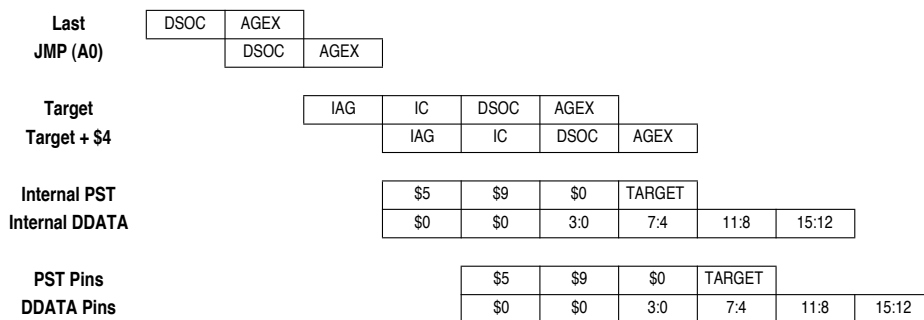 Last DSOC AGEX
JMP (A0) DSOC AGEX
Target IAG IC DSOC AGEX
Target + $4 IAG IC DSOC AGEX
Internal PST $5 $9 $0 TARGET
Internal DDATA $0 $0 3:0 7:4 11:8 15:12
PST Pins $5 $9 $0 TARGET
DDATA Pins $0 $0 3:0 7:4 11:8 15:12